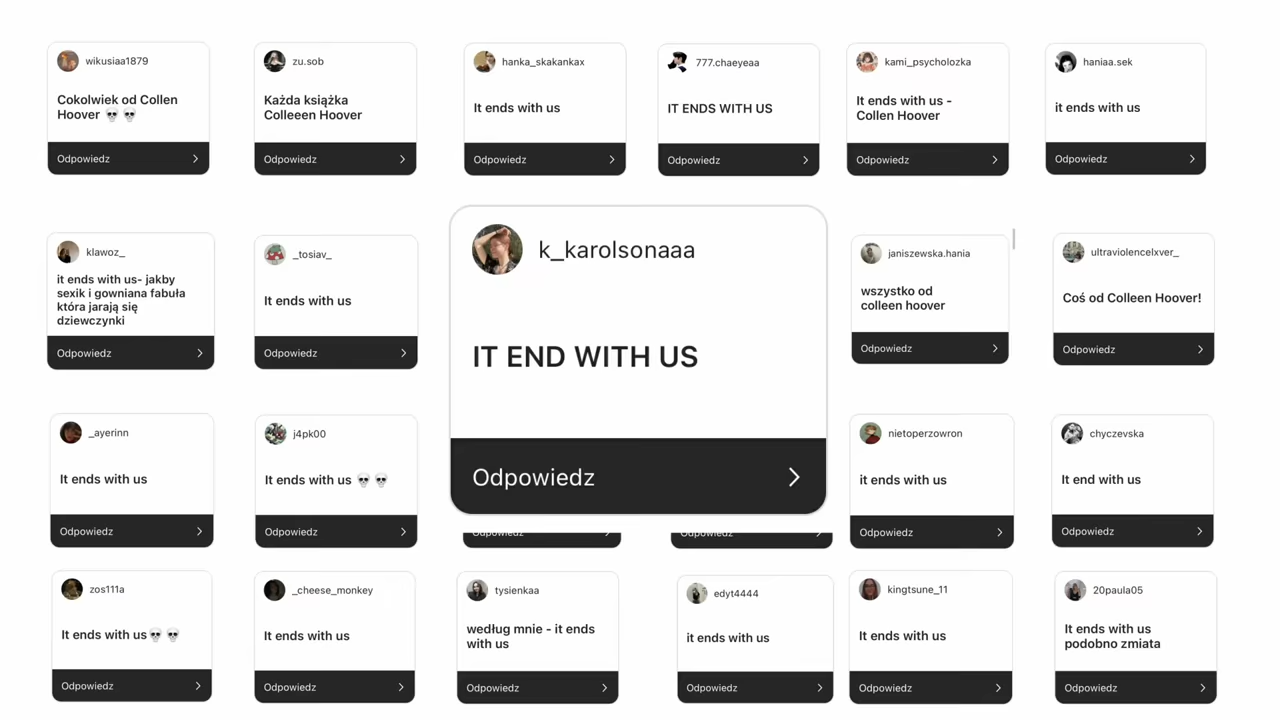 wikusiaa1879
Cokolwiek od Collen
Hoover 💀 💀
Odpowiedz
zu.sob
Każda książka
Colleeen Hoover
Odpowiedz
hanka_skakankax
It ends with us
Odpowiedz
777.chaeyeaa
IT ENDS WITH US
Odpowiedz
kami_psycholozka
It ends with us -
Collen Hoover
Odpowiedz
haniaa.sek
it ends with us
Odpowiedz
klawoz_
it ends with us- jakby
sexik i gowniana fabuła
która jarają się
dziewczynki
Odpowiedz
_tosiav_
It ends with us
Odpowiedz
k_karolsonaaa
IT END WITH US
Odpowiedz
janiszewska.hania
wszystko od
colleen hoover
Odpowiedz
ultraviolencelxver_
Coś od Colleen Hoover!
Odpowiedz
_ayerinn
It ends with us
Odpowiedz
j4pk00
It ends with us 💀 💀
Odpowiedz
Odpowiedz
Odpowiedz
nietoperzowron
it ends with us
Odpowiedz
chyczevska
It end with us
Odpowiedz
zos111a
It ends with us💀 💀
Odpowiedz
_cheese_monkey
It ends with us
Odpowiedz
tysienkaa
według mnie - it ends
with us
Odpowiedz
edyt4444
it ends with us
Odpowiedz
kingtsune_11
It ends with us
Odpowiedz
20paula05
It ends with us
podobno zmiata
Odpowiedz